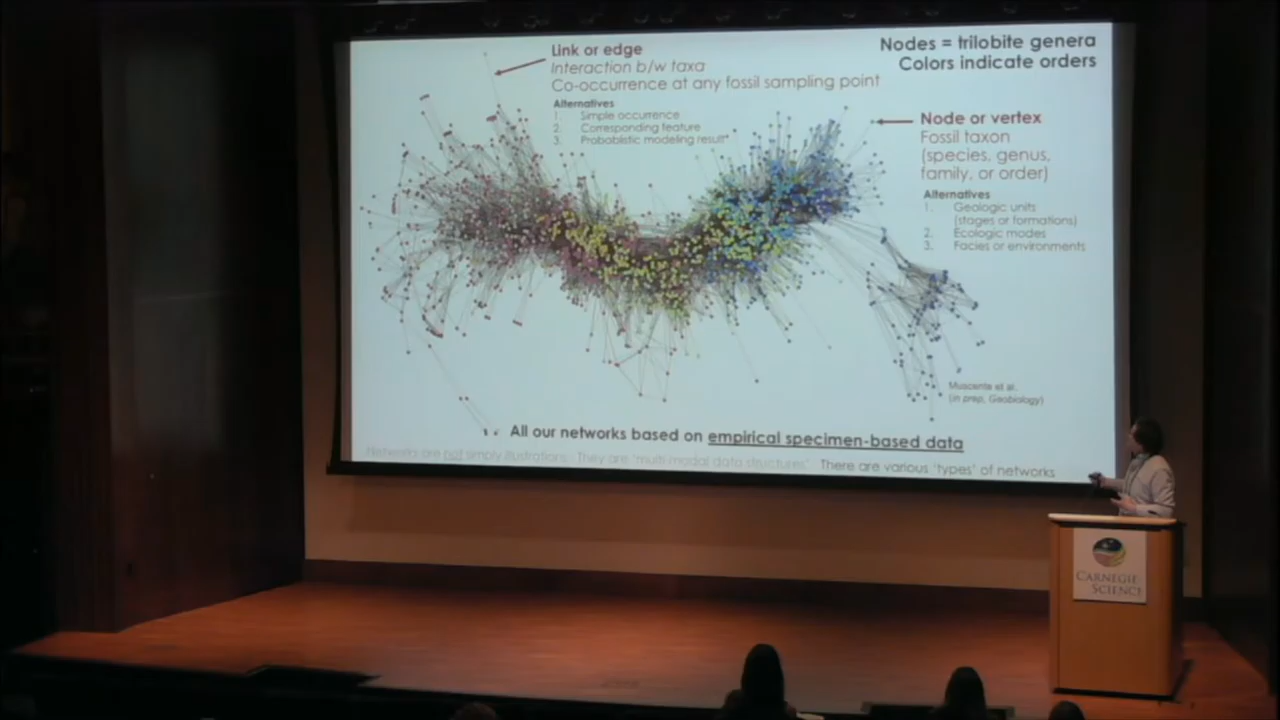 Link or edge
Interaction b/w taxa
Co-occurrence at any fossil sampling point
Alternatives
1. Simple occurrence
2. Corresponding feature
3. Probablistic modeling result*
Nodes = trilobite genera
Colors indicate orders
Node or vertex
Fossil taxon
(species, genus,
family, or order)
Alternatives
1. Geologic units
(stages or formations)
2. Ecologic modes
3. Facies or environments
Muscente et al.
(in prep, Geobiology)
All our networks based on empirical specimen-based data
Networks are not simply illustrations. They are "multi-modal data structures". There are various 'types' of networks
CARNEGIE
SCIENCE